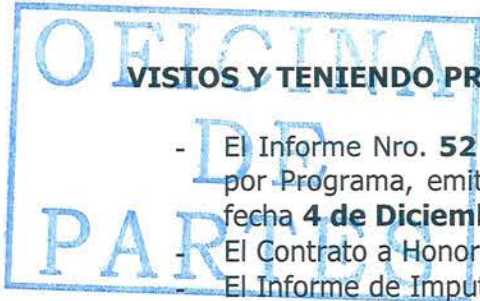 OFICINA
VISTOS Y TENIENDO PR
- El Informe Nro. 52
DE
por Programa, emit
fecha 4 de Diciemb
PARTES
- El Contrato a Honor
- El Informe de Imput